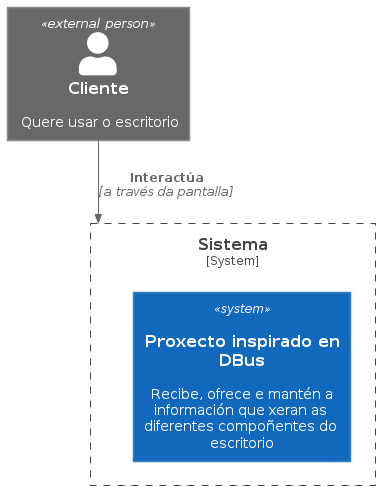 «external person»
Cliente
Quere usar o escritorio
Interactúa
[a través da pantalla]
Sistema
[System]
«system»
Proxecto inspirado en
DBus
Recibe, ofrece e mantén a
información que xeran as
diferentes compoñentes do
escritorio